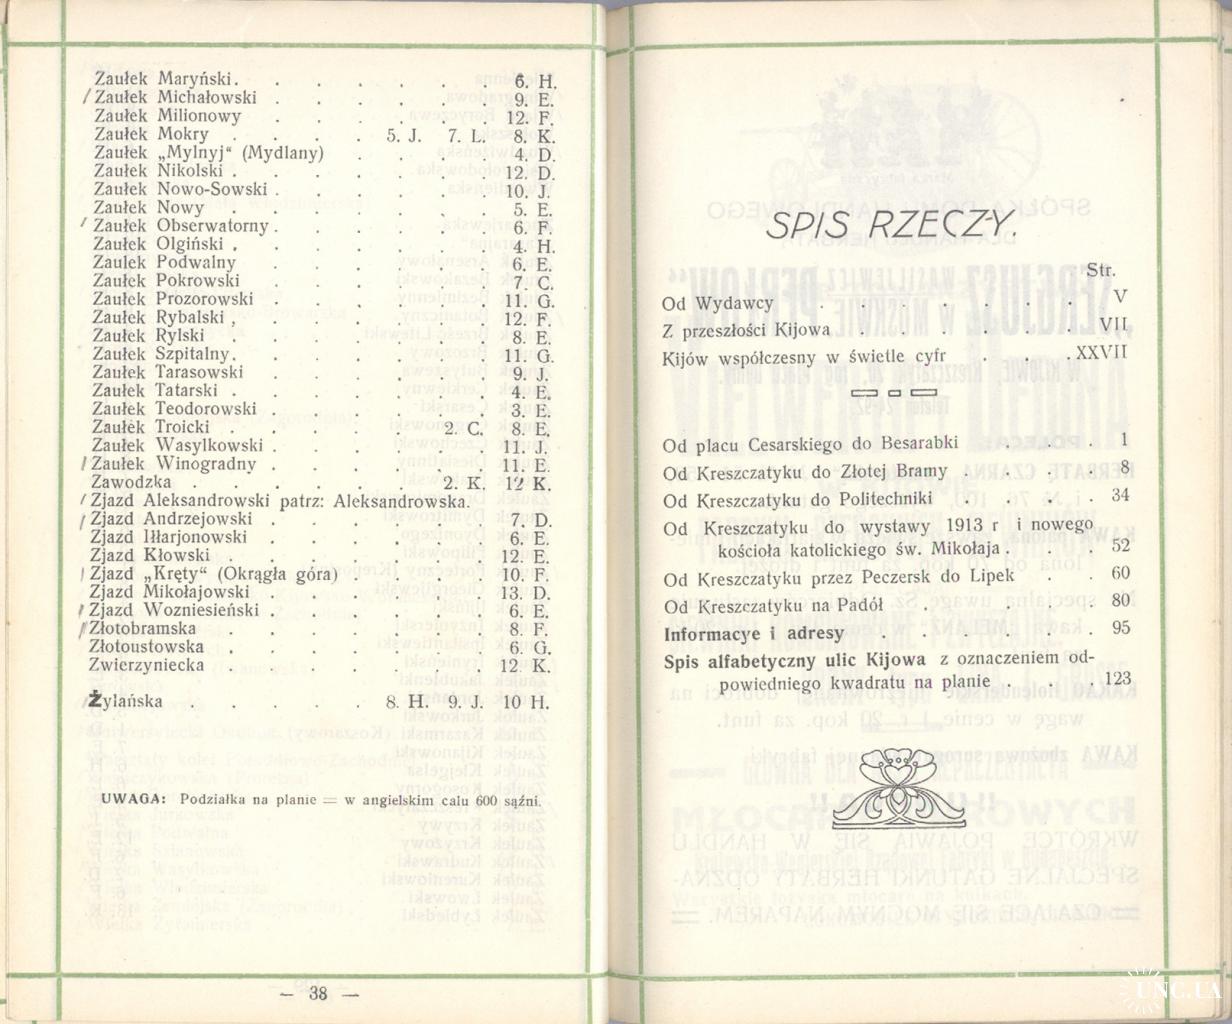 Zaułek Maryński. . . . . . . 6. H.
/ Zaułek Michałowski . . . . . . 9. E.
Zaułek Milionowy . . . . . . 12. F.
Zaułek Mokry . . . . 5. J. 7. L. 8. K.
Zaułek „Mylnyj“ (Mydlany) . . . . 4. D.
Zaułek Nikolski . . . . . . . 12. D.
Zaułek Nowo-Sowski . . . . . . 10. J.
Zaułek Nowy . . . . . . . 5. E.
/ Zaułek Obserwatorny . . . . . . 6. F.
Zaułek Olgiński . . . . . . . 4. H.
Zaulek Podwalny . . . . . . 6. E.
Zaułek Pokrowski . . . . . . 7. C.
Zaułek Prozorowski . . . . . . 11. G.
Zaułek Rybalski , . . . . . . 12. F.
Zaułek Rylski . . . . . . . 8. E.
Zaułek Szpitalny. . . . . . . 11. G.
Zaułek Tarasowski . . . . . . 9. J.
Zaułek Tatarski . . . . . . . 4. E.
Zaułek Teodorowski . . . . . . 3. E.
Zaułek Troicki . . . . . 2. C. 8. E.
Zaułek Wasylkowski . . . . . . 11. J.
/ Zaułek Winogradny . . . . . . 11. E.
Zawodzka . . . . . . 2. K. 12 K.
/ Zjazd Aleksandrowski patrz: Aleksandrowska.
/ Zjazd Andrzejowski . . . . . . 7. D.
Zjazd Iłłarjonowski . . . . . . 6. E.
Zjazd Kłowski . . . . . . . 12. E.
/ Zjazd „Kręty“ (Okrągła góra) . . . . 10. F.
Zjazd Mikołajowski . . . . . . 13. D.
/ Zjazd Wozniesieński . . . . . . 6. E.
/ Złotobramska . . . . . . . 8. F.
Złotoustowska . . . . . . . 6. G.
Zwierzyniecka . . . . . . 12. K.
/ Żylańska . . . . . 8. H. 9. J. 10 H.
UWAGA: Podziałka na planie = w angielskim calu 600 sążni.
— 38 —
SPIS RZECZY.
Str.
Od Wydawcy . . . . . . . V
Z przeszłości Kijowa . . . . . . VII
Kijów współczesny w świetle cyfr . . . XXVII
Od placu Cesarskiego do Besarabki . . . 1
Od Kreszczatyku do Złotej Bramy . . . . 8
Od Kreszczatyku do Politechniki . . . . 34
Od Kreszczatyku do wystawy 1913 r i nowego
kościoła katolickiego św. Mikołaja . . . 52
Od Kreszczatyku przez Peczersk do Lipek . . 60
Od Kreszczatyku na Padół . . . . . 80
Informacye i adresy . . . . . . 95
Spis alfabetyczny ulic Kijowa z oznaczeniem od-
powiedniego kwadratu na planie . . . 123
UNC.UA